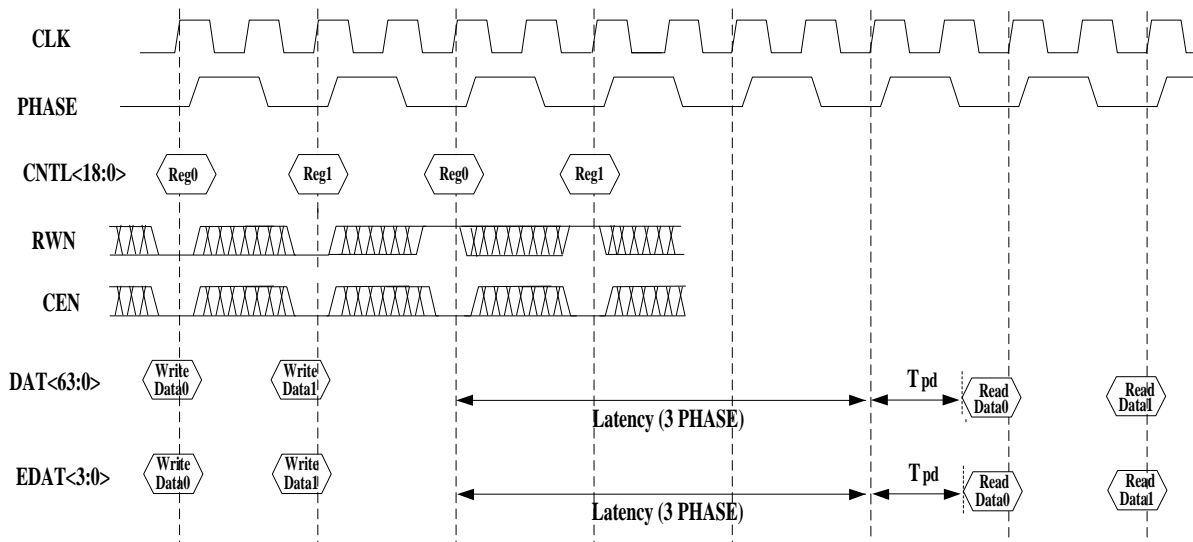 CLK
PHASE
CNTL<18:0>
Reg0
Reg1
Reg0
Reg1
RWN
CEN
DAT<63:0>
Write
Data0
Write
Data1
Latency (3 PHASE)
Tpd
Read
Data0
Read
Data1
EDAT<3:0>
Write
Data0
Write
Data1
Latency (3 PHASE)
Tpd
Read
Data0
Read
Data1